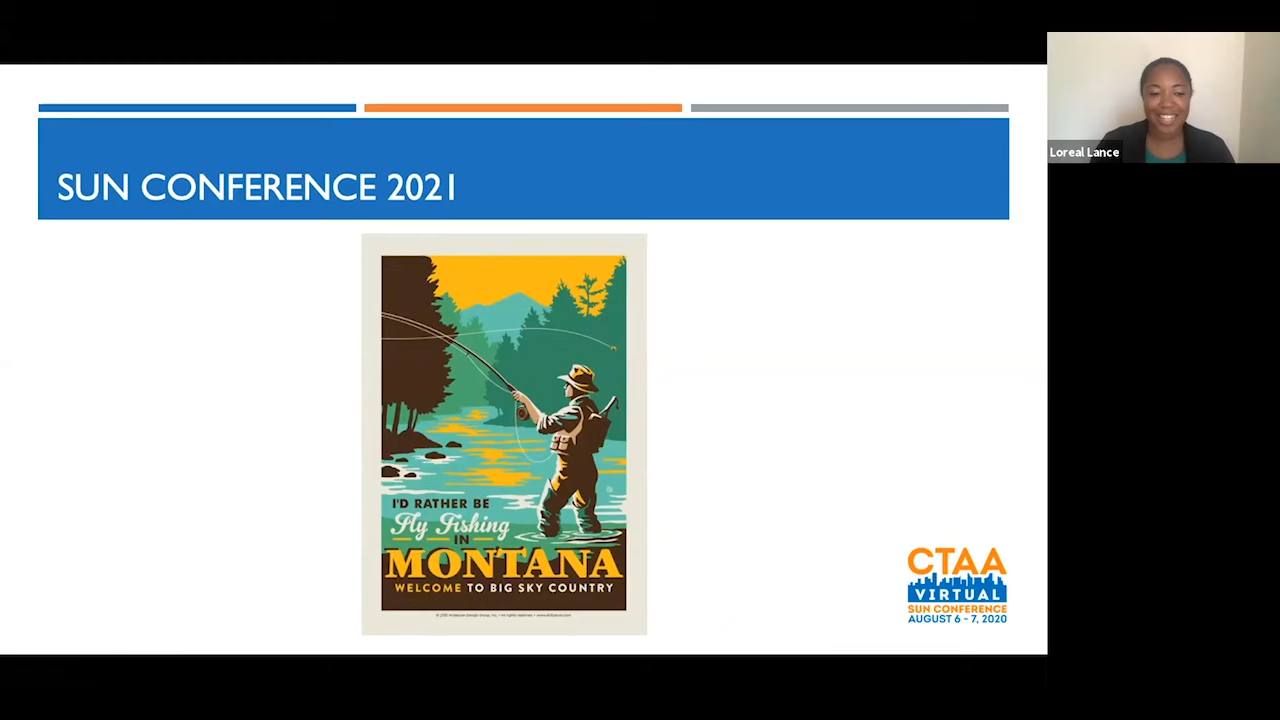 SUN CONFERENCE 2021
Loreal Lance
I'D RATHER BE
Fly Fishing
IN
MONTANA
WELCOME TO BIG SKY COUNTRY
CTAA
VIRTUAL
SUN CONFERENCE
AUGUST 6 - 7, 2020